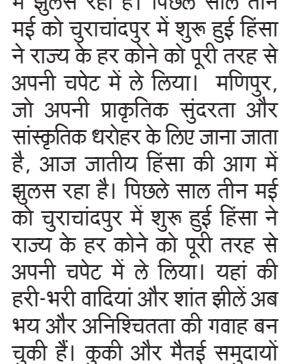 में झुलस रहा है। पिछले साल तीन
मई को चुराचांदपुर में शुरू हुई हिंसा
ने राज्य के हर कोने को पूरी तरह से
अपनी चपेट में ले लिया। मणिपुर,
जो अपनी प्राकृतिक सुंदरता और
सांस्कृतिक धरोहर के लिए जाना जाता
है, आज जातीय हिंसा की आग में
झुलस रहा है। पिछले साल तीन मई
को चुराचांदपुर में शुरू हुई हिंसा ने
राज्य के हर कोने को पूरी तरह से
अपनी चपेट में ले लिया। यहां की
हरी-भरी वादियां और शांत झीलें अब
भय और अनिश्चितता की गवाह बन
चुकी हैं। कुकी और मैतई समुदायों